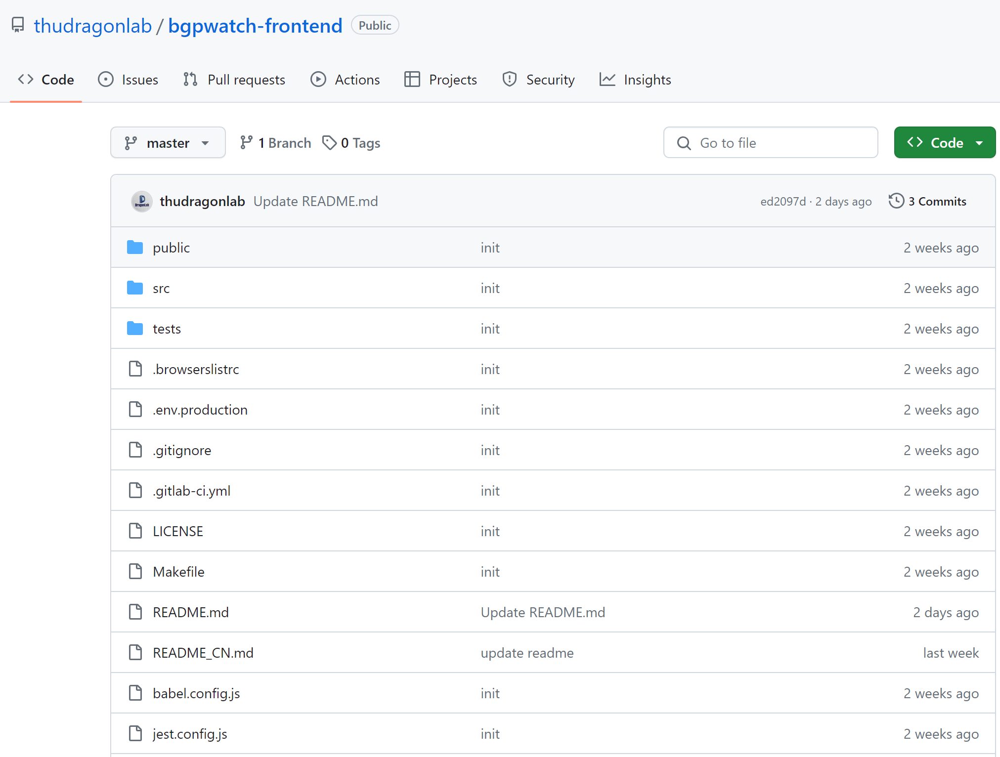 thudragonlab / bgpwatch-frontend Public
Code Issues Pull requests Actions Projects Security Insights
master 1 Branch 0 Tags Go to file Code
DragonLab thudragonlab Update README.md ed2097d · 2 days ago 3 Commits
public init 2 weeks ago
src init 2 weeks ago
tests init 2 weeks ago
.browserslistrc init 2 weeks ago
.env.production init 2 weeks ago
.gitignore init 2 weeks ago
.gitlab-ci.yml init 2 weeks ago
LICENSE init 2 weeks ago
Makefile init 2 weeks ago
README.md Update README.md 2 days ago
README_CN.md update readme last week
babel.config.js init 2 weeks ago
jest.config.js init 2 weeks ago